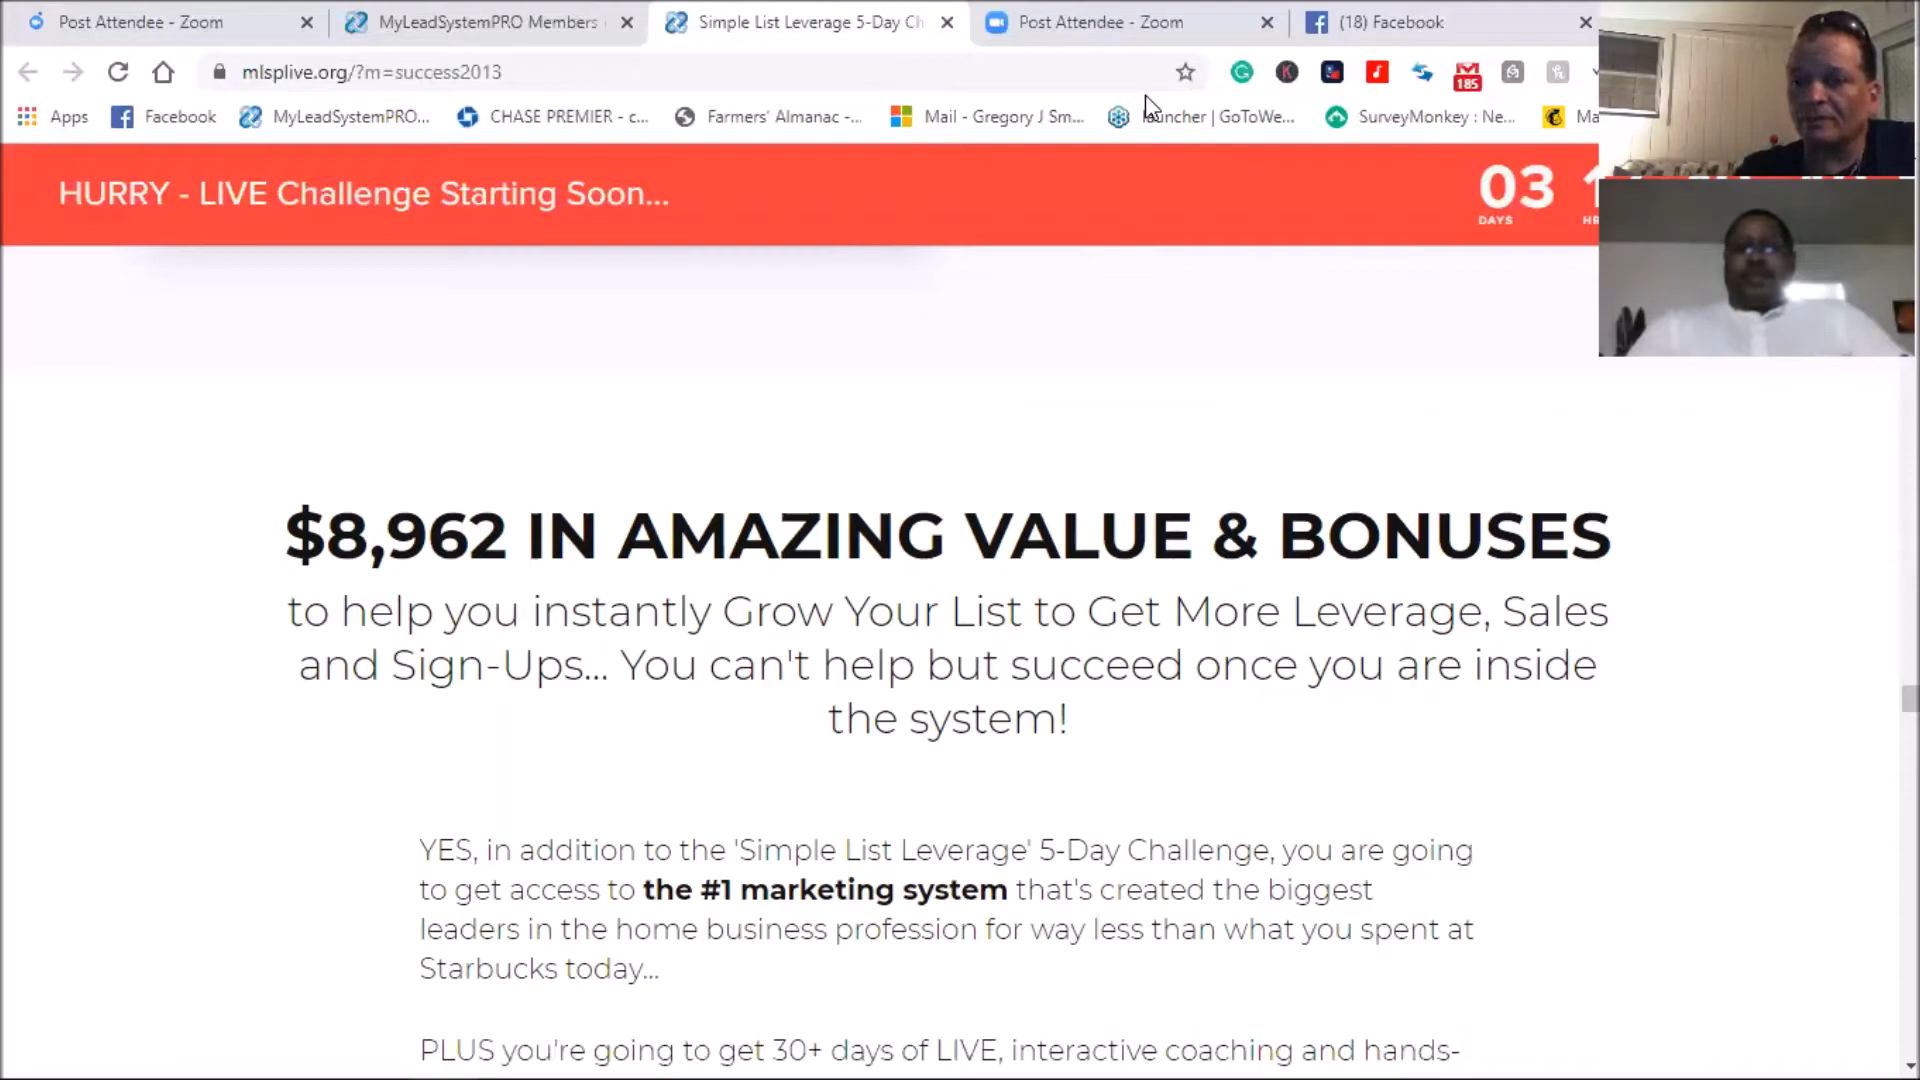 Post Attendee - Zoom
MyLeadSystemPRO Members
Simple List Leverage 5-Day Ch
Post Attendee - Zoom
(18) Facebook
mlsplive.org/?m=success2013
185
Apps
Facebook
MyLeadSystemPRO...
CHASE PREMIER - c...
Farmers' Almanac -...
Mail - Gregory J Sm...
launcher | GoToWe...
SurveyMonkey : Ne...
Ma
HURRY - LIVE Challenge Starting Soon...
03
DAYS
HR
$8,962 IN AMAZING VALUE & BONUSES
to help you instantly Grow Your List to Get More Leverage, Sales
and Sign-Ups... You can't help but succeed once you are inside
the system!
YES, in addition to the 'Simple List Leverage' 5-Day Challenge, you are going
to get access to the #1 marketing system that's created the biggest
leaders in the home business profession for way less than what you spent at
Starbucks today...
PLUS you're going to get 30+ days of LIVE, interactive coaching and hands-